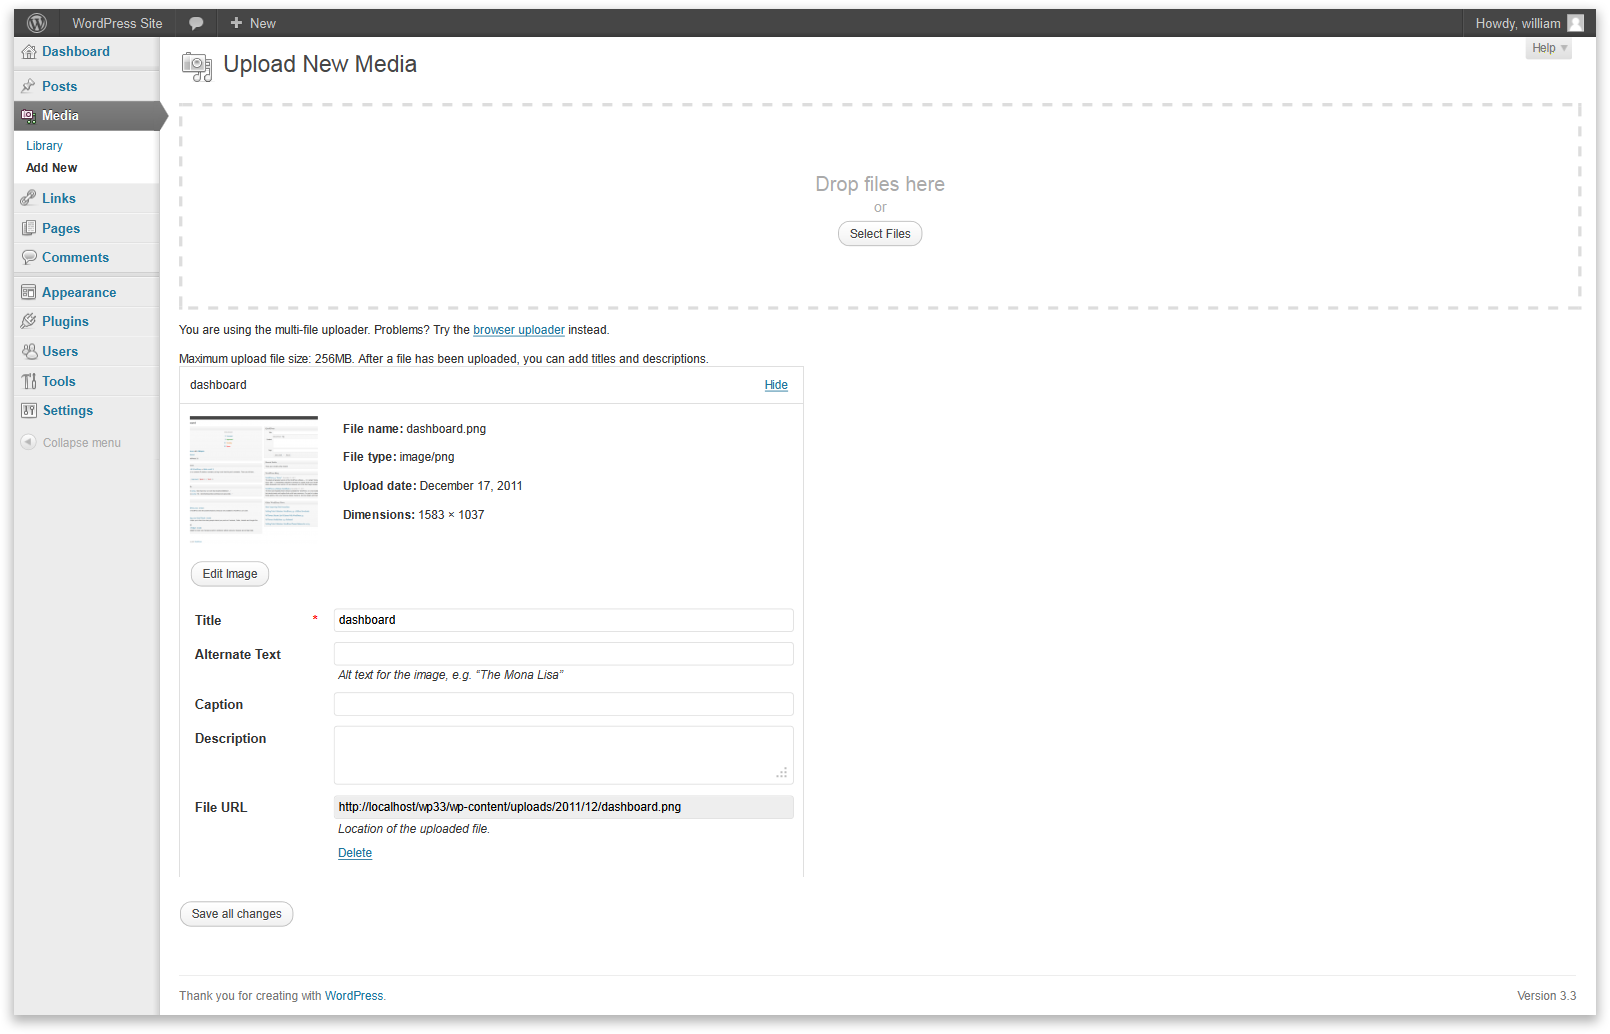 WordPress Site
New
Howdy, william
Dashboard
Posts
Media
Library
Add New
Links
Pages
Comments
Appearance
Plugins
Users
Tools
Settings
Collapse menu
Help
Upload New Media
Drop files here
or
Select Files
You are using the multi-file uploader. Problems? Try the browser uploader instead.
Maximum upload file size: 256MB. After a file has been uploaded, you can add titles and descriptions.
dashboard Hide
File name: dashboard.png
File type: image/png
Upload date: December 17, 2011
Dimensions: 1583 × 1037
Edit Image
Title * dashboard
Alternate Text
Alt text for the image, e.g. “The Mona Lisa”
Caption
Description
File URL http://localhost/wp33/wp-content/uploads/2011/12/dashboard.png
Location of the uploaded file.
Delete
Save all changes
Thank you for creating with WordPress. Version 3.3